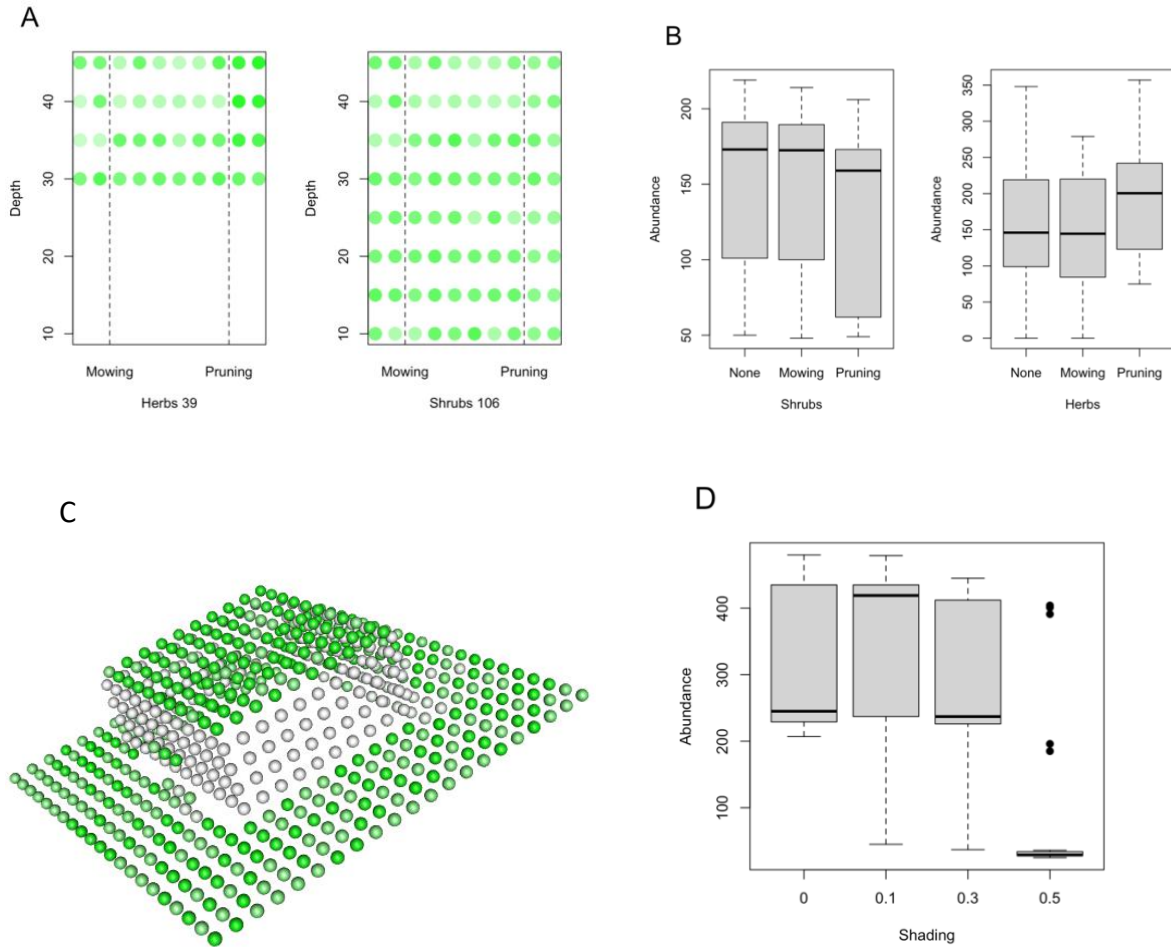 A
Depth
40
30
20
10
Mowing Pruning
Herbs 39
Depth
40
30
20
10
Mowing Pruning
Shrubs 106
B
Abundance
200
150
100
50
None Mowing Pruning
Shrubs
Abundance
350
300
250
200
150
100
50
0
None Mowing Pruning
Herbs
C
D
Abundance
400
300
200
100
0 0.1 0.3 0.5
Shading